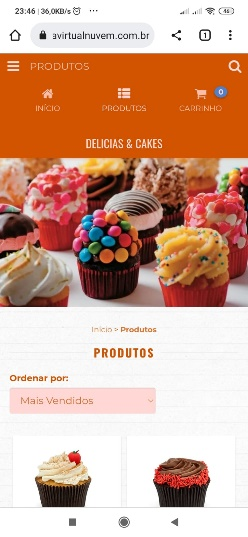 23:46 | 36,0KB/s
46
avirtualnuvem.com.br
1
PRODUTOS
0
INÍCIO PRODUTOS CARRINHO
DELICIAS & CAKES
Início > Produtos
PRODUTOS
Ordenar por:
Mais Vendidos